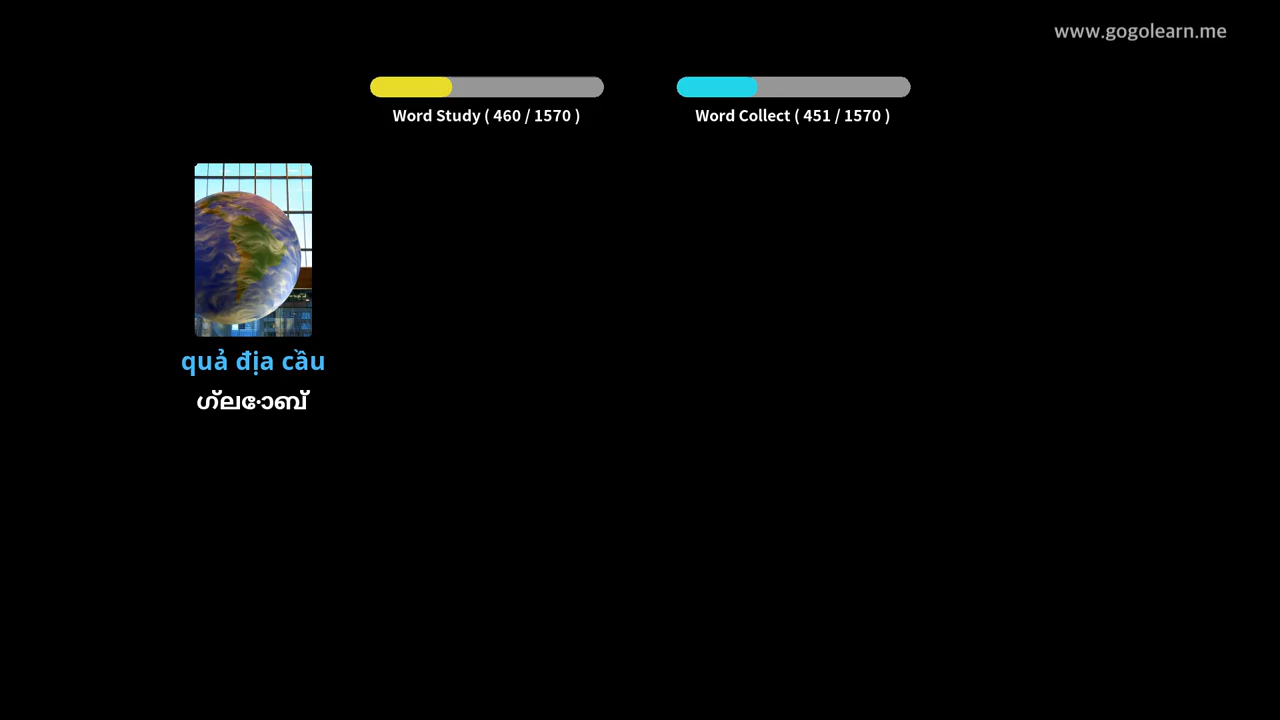 www.gogolearn.me
Word Study ( 460 / 1570 )
Word Collect ( 451 / 1570 )
quả địa cầu
ഗ്ലോബ്